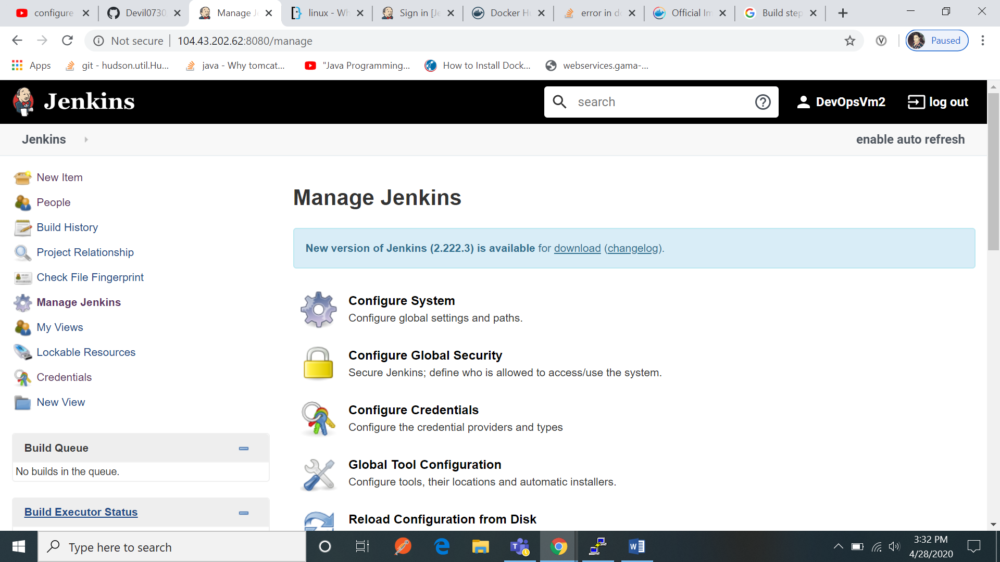 configure
Devil0730
Manage J
linux - Wh
Sign in [Je
Docker H
error in d
Official Im
Build step
Not secure
104.43.202.62:8080/manage
Paused
Apps
git - hudson.util.Hu...
java - Why tomcat...
"Java Programming...
How to Install Dock...
webservices.gama-...
Jenkins
search
DevOpsVm2
log out
Jenkins
enable auto refresh
New Item
People
Build History
Project Relationship
Check File Fingerprint
Manage Jenkins
My Views
Lockable Resources
Credentials
New View
Build Queue
No builds in the queue.
Build Executor Status
Manage Jenkins
New version of Jenkins (2.222.3) is available for download (changelog).
Configure System
Configure global settings and paths.
Configure Global Security
Secure Jenkins; define who is allowed to access/use the system.
Configure Credentials
Configure the credential providers and types
Global Tool Configuration
Configure tools, their locations and automatic installers.
Reload Configuration from Disk
Type here to search
3:32 PM
4/28/2020